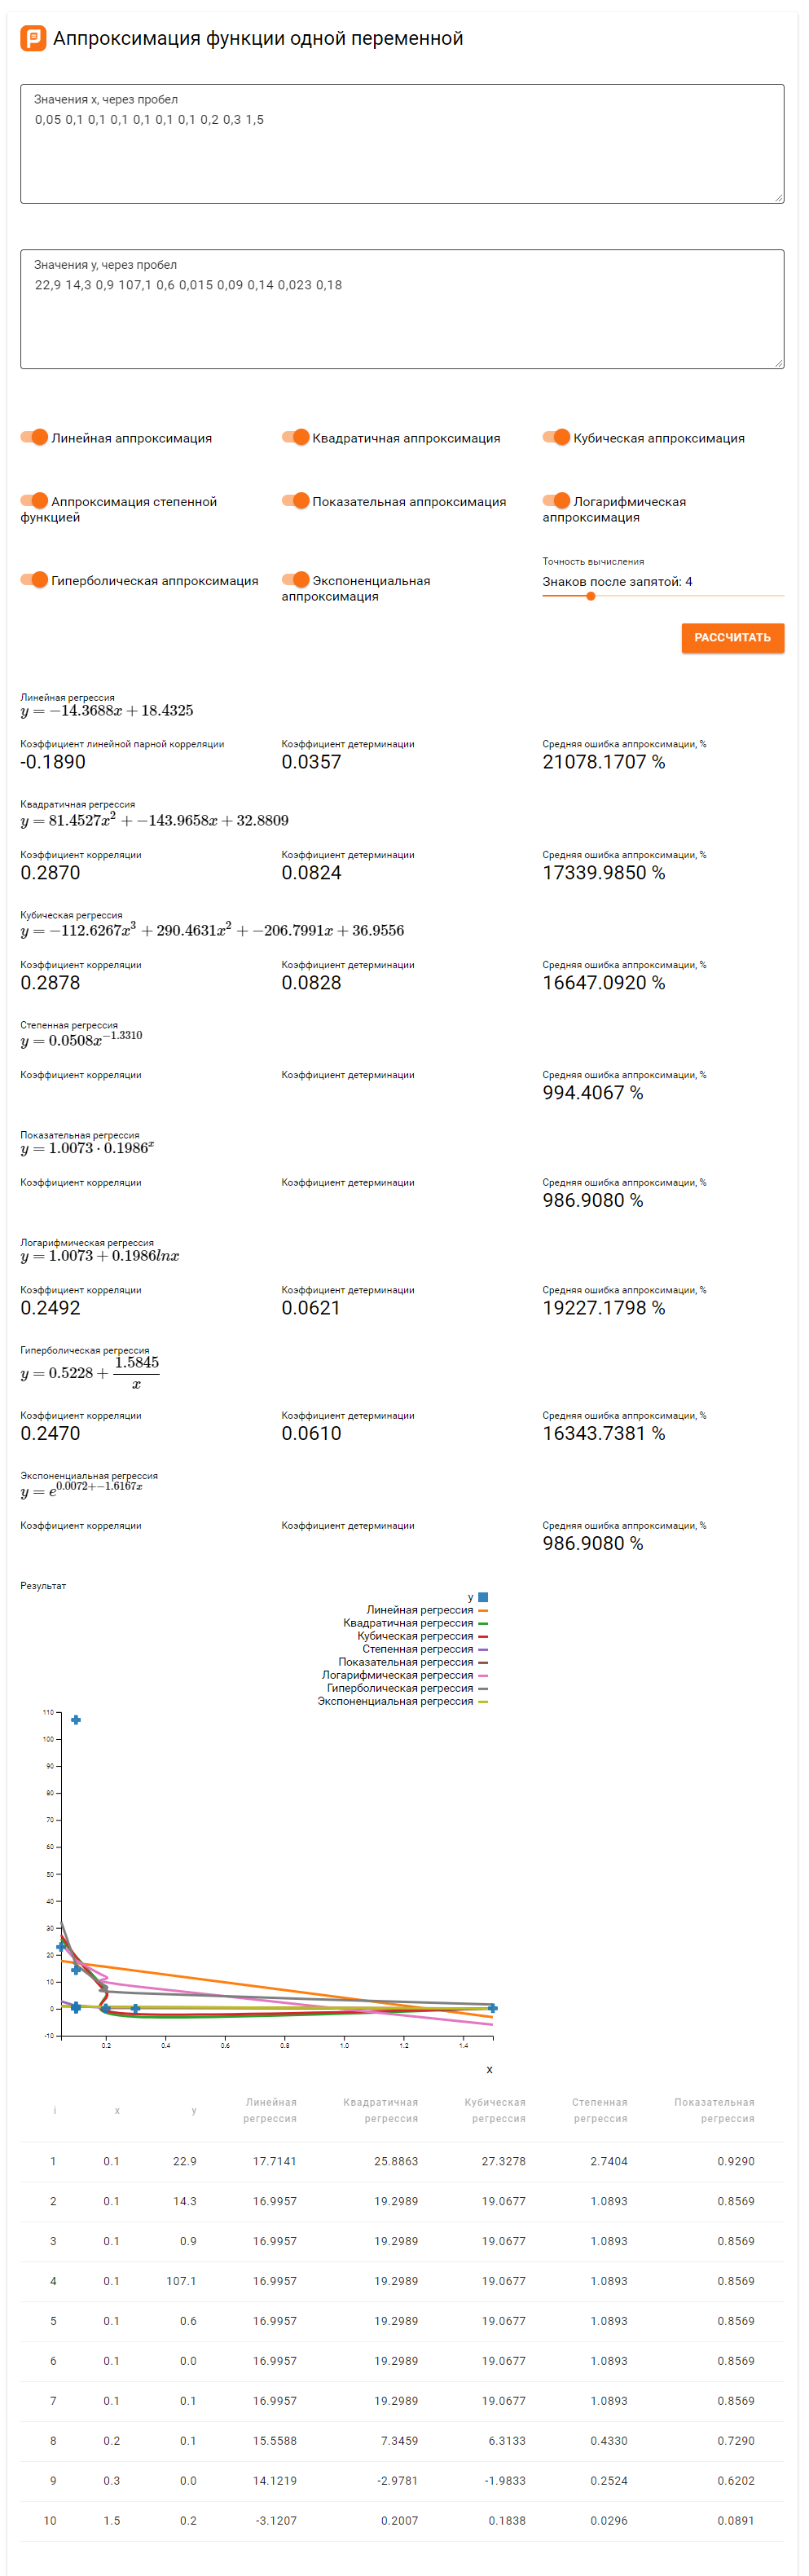 Аппроксимация функции одной переменной
Значения x, через пробел
0,05 0,1 0,1 0,1 0,1 0,1 0,1 0,2 0,3 1,5
Значения y, через пробел
22,9 14,3 0,9 107,1 0,6 0,015 0,09 0,14 0,023 0,18
Линейная аппроксимация
Квадратичная аппроксимация
Кубическая аппроксимация
Аппроксимация степенной
функцией
Показательная аппроксимация
Логарифмическая
аппроксимация
Гиперболическая аппроксимация
Экспоненциальная
аппроксимация
Точность вычисления
Знаков после запятой: 4
РАССЧИТАТЬ
Линейная регрессия
y = −14.3688x + 18.4325
Коэффициент линейной парной корреляции Коэффициент детерминации Средняя ошибка аппроксимации, %
-0.1890 0.0357 21078.1707 %
Квадратичная регрессия
y = 81.4527x² + −143.9658x + 32.8809
Коэффициент корреляции Коэффициент детерминации Средняя ошибка аппроксимации, %
0.2870 0.0824 17339.9850 %
Кубическая регрессия
y = −112.6267x³ + 290.4631x² + −206.7991x + 36.9556
Коэффициент корреляции Коэффициент детерминации Средняя ошибка аппроксимации, %
0.2878 0.0828 16647.0920 %
Степенная регрессия
y = 0.0508x^−1.3310
Коэффициент корреляции Коэффициент детерминации Средняя ошибка аппроксимации, %
994.4067 %
Показательная регрессия
y = 1.0073 · 0.1986^x
Коэффициент корреляции Коэффициент детерминации Средняя ошибка аппроксимации, %
986.9080 %
Логарифмическая регрессия
y = 1.0073 + 0.1986lnx
Коэффициент корреляции Коэффициент детерминации Средняя ошибка аппроксимации, %
0.2492 0.0621 19227.1798 %
Гиперболическая регрессия
y = 0.5228 + 1.5845/x
Коэффициент корреляции Коэффициент детерминации Средняя ошибка аппроксимации, %
0.2470 0.0610 16343.7381 %
Экспоненциальная регрессия
y = e^0.0072+−1.6167x
Коэффициент корреляции Коэффициент детерминации Средняя ошибка аппроксимации, %
986.9080 %
Результат
y
Линейная регрессия
Квадратичная регрессия
Кубическая регрессия
Степенная регрессия
Показательная регрессия
Логарифмическая регрессия
Гиперболическая регрессия
Экспоненциальная регрессия
110
100
90
80
70
60
50
40
30
20
10
0
-10
0.2 0.4 0.6 0.8 1.0 1.2 1.4
x
i x y Линейная регрессия Квадратичная регрессия Кубическая регрессия Степенная регрессия Показательная регрессия
1 0.1 22.9 17.7141 25.8863 27.3278 2.7404 0.9290
2 0.1 14.3 16.9957 19.2989 19.0677 1.0893 0.8569
3 0.1 0.9 16.9957 19.2989 19.0677 1.0893 0.8569
4 0.1 107.1 16.9957 19.2989 19.0677 1.0893 0.8569
5 0.1 0.6 16.9957 19.2989 19.0677 1.0893 0.8569
6 0.1 0.0 16.9957 19.2989 19.0677 1.0893 0.8569
7 0.1 0.1 16.9957 19.2989 19.0677 1.0893 0.8569
8 0.2 0.1 15.5588 7.3459 6.3133 0.4330 0.7290
9 0.3 0.0 14.1219 -2.9781 -1.9833 0.2524 0.6202
10 1.5 0.2 -3.1207 0.2007 0.1838 0.0296 0.0891